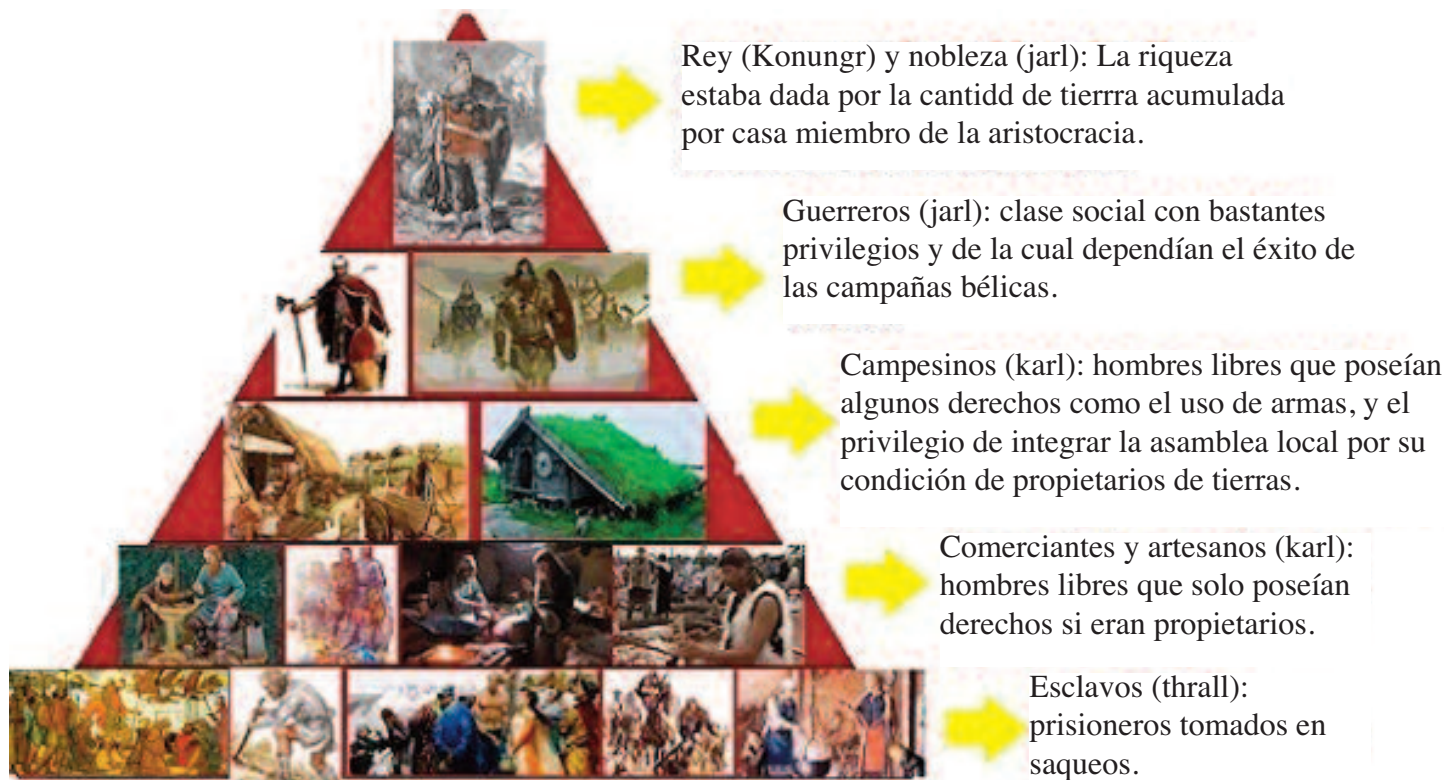 Rey (Konungr) y nobleza (jarl): La riqueza
estaba dada por la cantidd de tierrra acumulada
por casa miembro de la aristocracia.
Guerreros (jarl): clase social con bastantes
privilegios y de la cual dependían el éxito de
las campañas bélicas.
Campesinos (karl): hombres libres que poseían
algunos derechos como el uso de armas, y el
privilegio de integrar la asamblea local por su
condición de propietarios de tierras.
Comerciantes y artesanos (karl):
hombres libres que solo poseían
derechos si eran propietarios.
Esclavos (thrall):
prisioneros tomados en
saqueos.